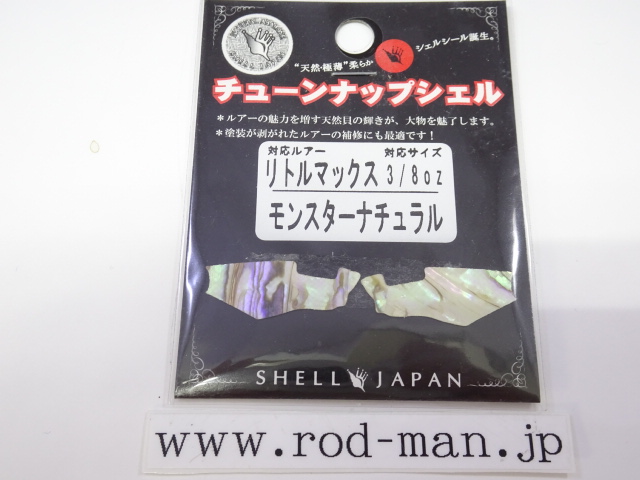 シェルシール誕生。
"天然・極薄"柔らか
チューンナップシェル
＊ルアーの魅力を増す天然貝の輝きが、大物を魅了します。
＊塗装が剥がれたルアーの補修にも最適です！
対応ルアー 対応サイズ
リトルマックス 3/8oz
モンスターナチュラル
SHELL JAPAN
www.rod-man.jp